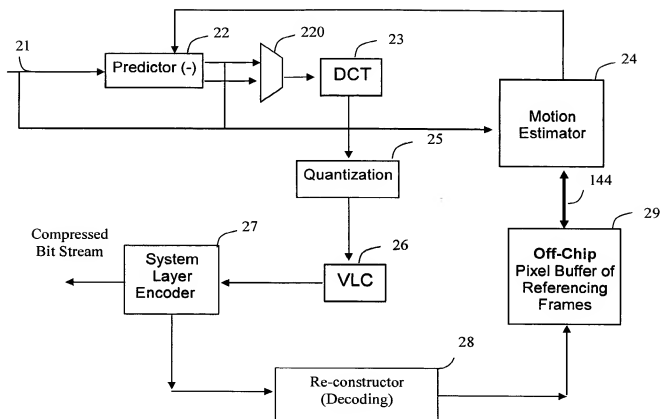 21
22
Predictor (-)
220
23
DCT
24
Motion
Estimator
25
Quantization
144
29
Off-Chip
Pixel Buffer of
Referencing
Frames
Compressed
Bit Stream
27
System
Layer
Encoder
26
VLC
28
Re-constructor
(Decoding)